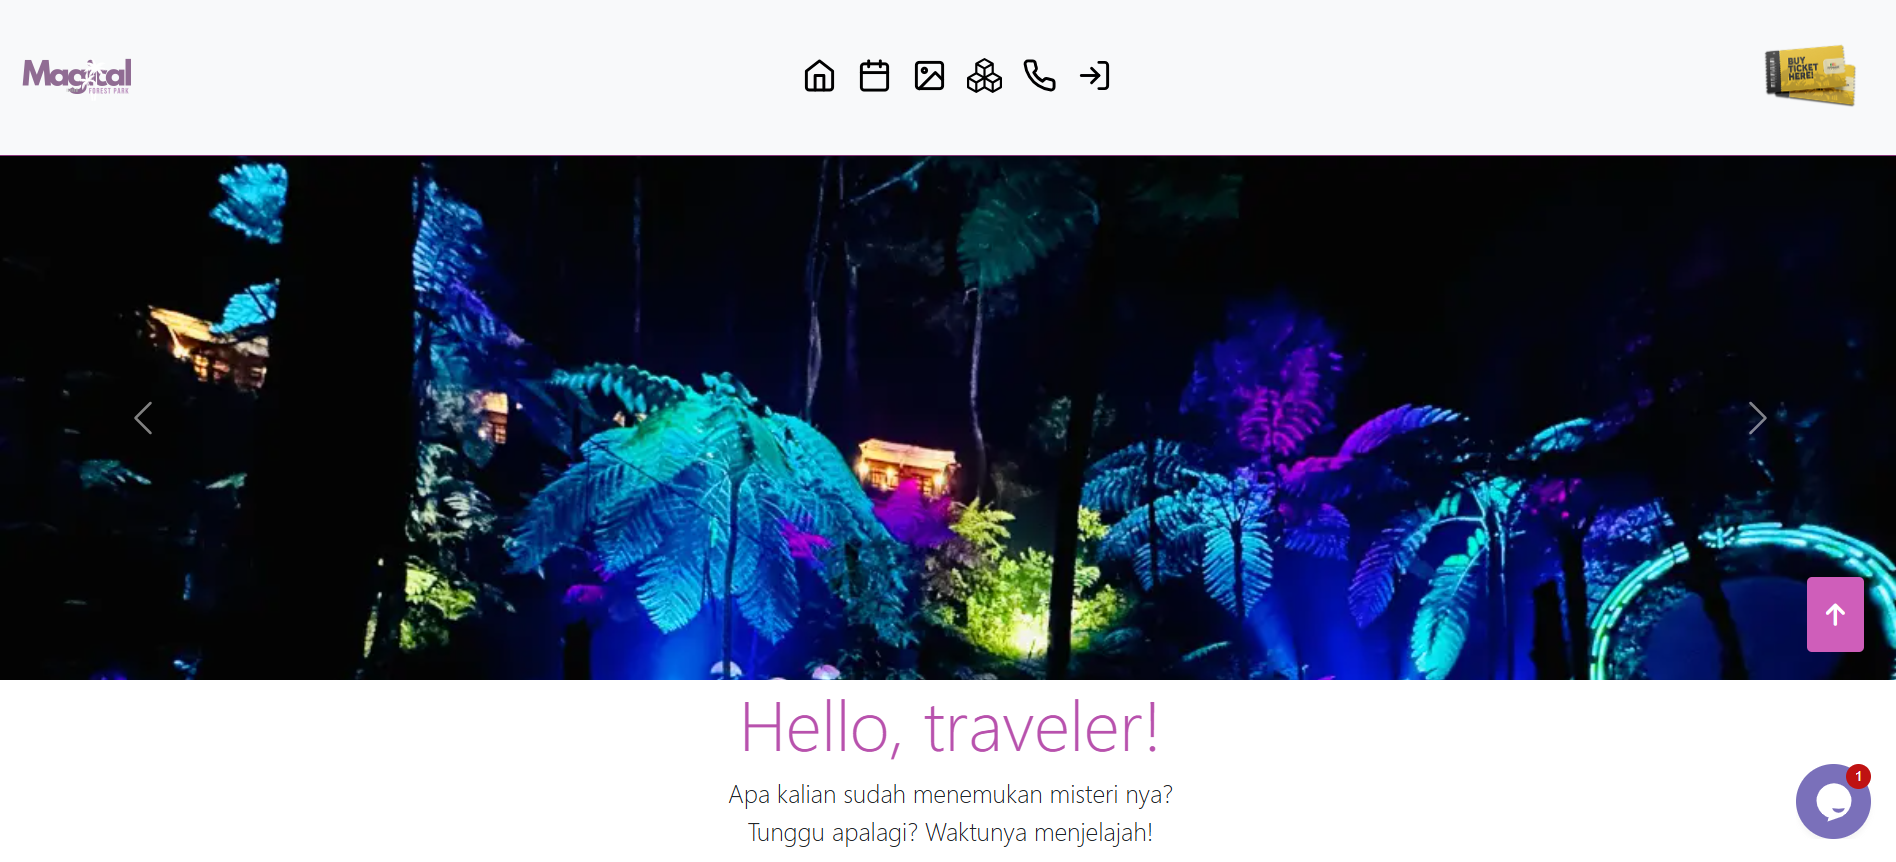 Magical
FOREST PARK
BUY
TICKET
HERE!
Hello, traveler!
Apa kalian sudah menemukan misteri nya?
Tunggu apalagi? Waktunya menjelajah!
1